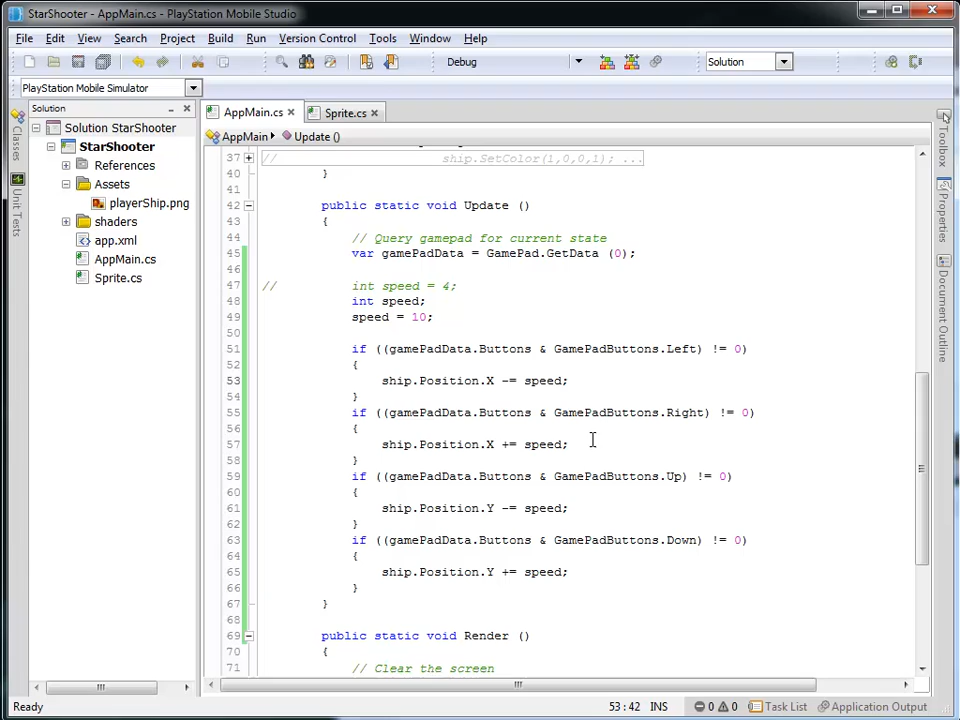 StarShooter - AppMain.cs - PlayStation Mobile Studio
File Edit View Search Project Build Run Version Control Tools Window Help
Debug Solution
PlayStation Mobile Simulator
Solution
Solution StarShooter
StarShooter
References
Assets
playerShip.png
shaders
app.xml
AppMain.cs
Sprite.cs
Classes
Unit Tests
AppMain.cs Sprite.cs
AppMain Update ()
37 // ship.SetColor(1,0,0,1); ...
40 }
41
42 public static void Update ()
43 {
44 // Query gamepad for current state
45 var gamePadData = GamePad.GetData (0);
46
47 // int speed = 4;
48 int speed;
49 speed = 10;
50
51 if ((gamePadData.Buttons & GamePadButtons.Left) != 0)
52 {
53 ship.Position.X -= speed;
54 }
55 if ((gamePadData.Buttons & GamePadButtons.Right) != 0)
56 {
57 ship.Position.X += speed;
58 }
59 if ((gamePadData.Buttons & GamePadButtons.Up) != 0)
60 {
61 ship.Position.Y -= speed;
62 }
63 if ((gamePadData.Buttons & GamePadButtons.Down) != 0)
64 {
65 ship.Position.Y += speed;
66 }
67 }
68
69 public static void Render ()
70 {
71 // Clear the screen
Toolbox
Properties
Document Outline
Ready 53 : 42 INS 0 0 Task List Application Output